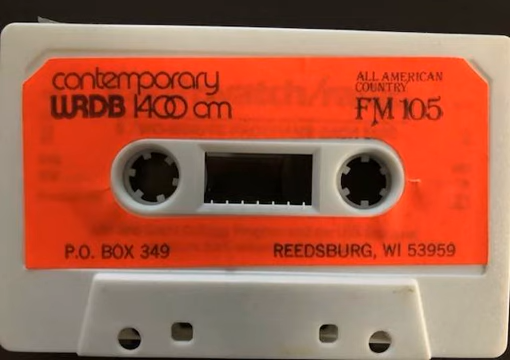 contemporary
WRDB 1400 am
ALL AMERICAN
COUNTRY
FM 105
P.O. BOX 349
REEDSBURG, WI 53959